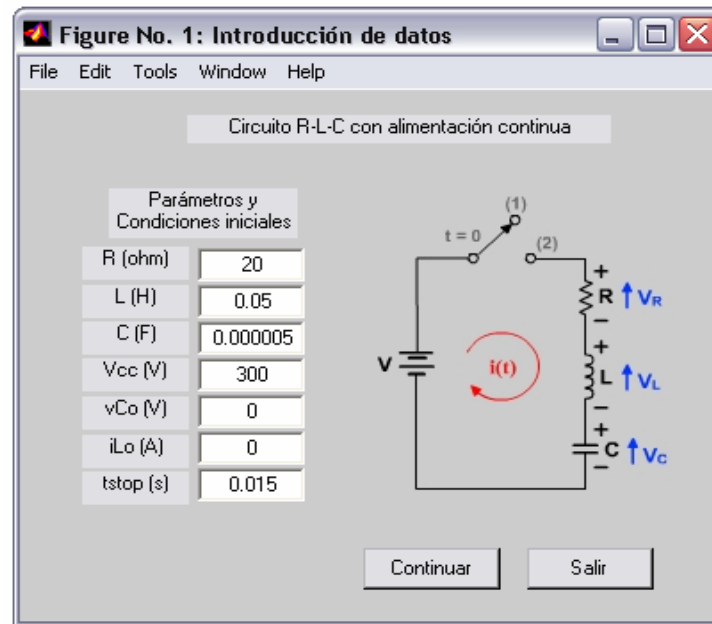 Figure No. 1: Introducción de datos
File Edit Tools Window Help
Circuito R-L-C con alimentación continua
Parámetros y
Condiciones iniciales
R (ohm) 20
L (H) 0.05
C (F) 0.000005
Vcc (V) 300
vCo (V) 0
iLo (A) 0
tstop (s) 0.015
(1)
t = 0
(2)
+
R VR
−
+
V i(t) L VL
−
+
C VC
−
Continuar Salir